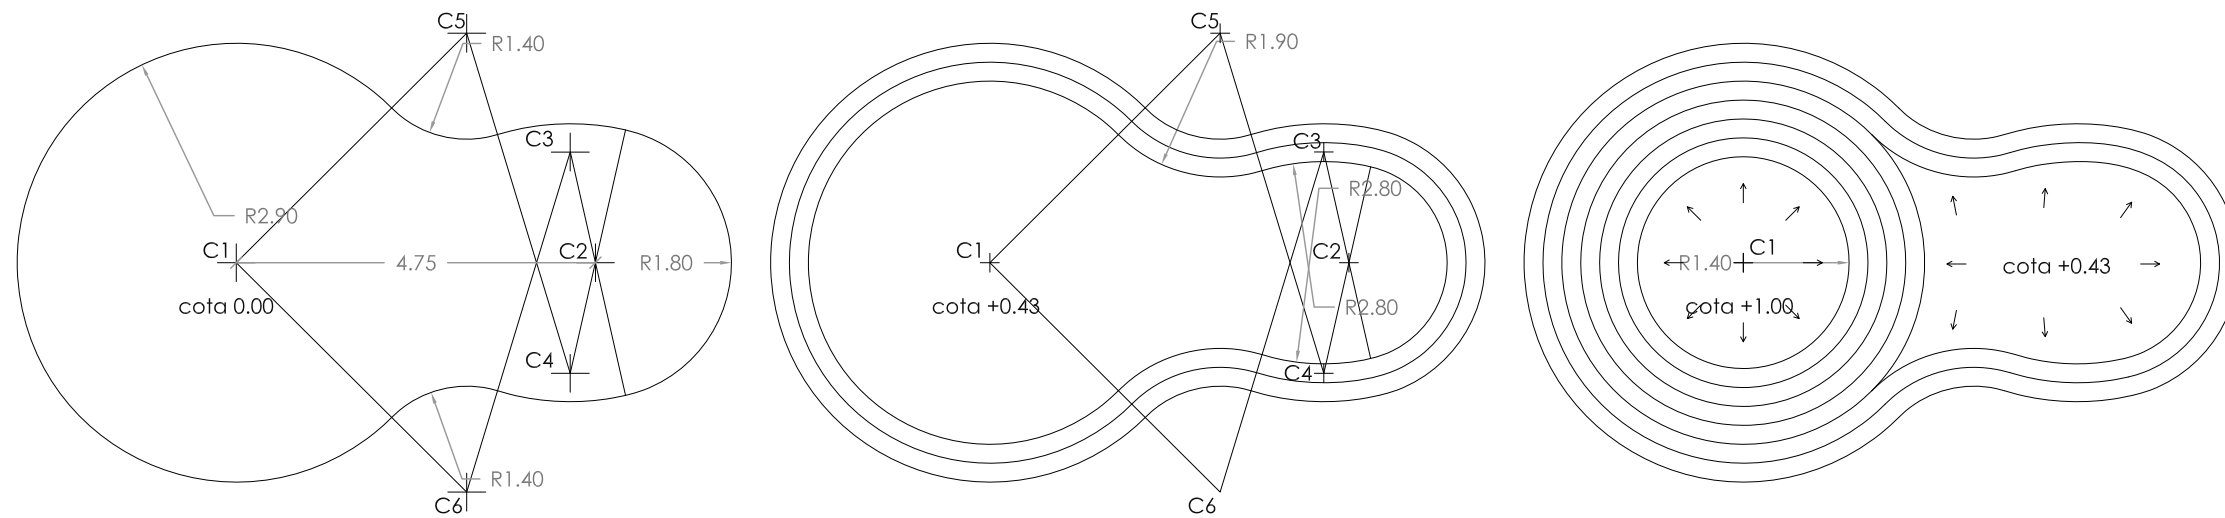 C5
R1.40
C3
R2.90
C1
4.75
C2
R1.80
cota 0.00
C4
R1.40
C6
C5
R1.90
C3
R2.80
C1
C2
cota +0.43
R2.80
C4
C6
C1
R1.40
cota +0.43
cota +1.00